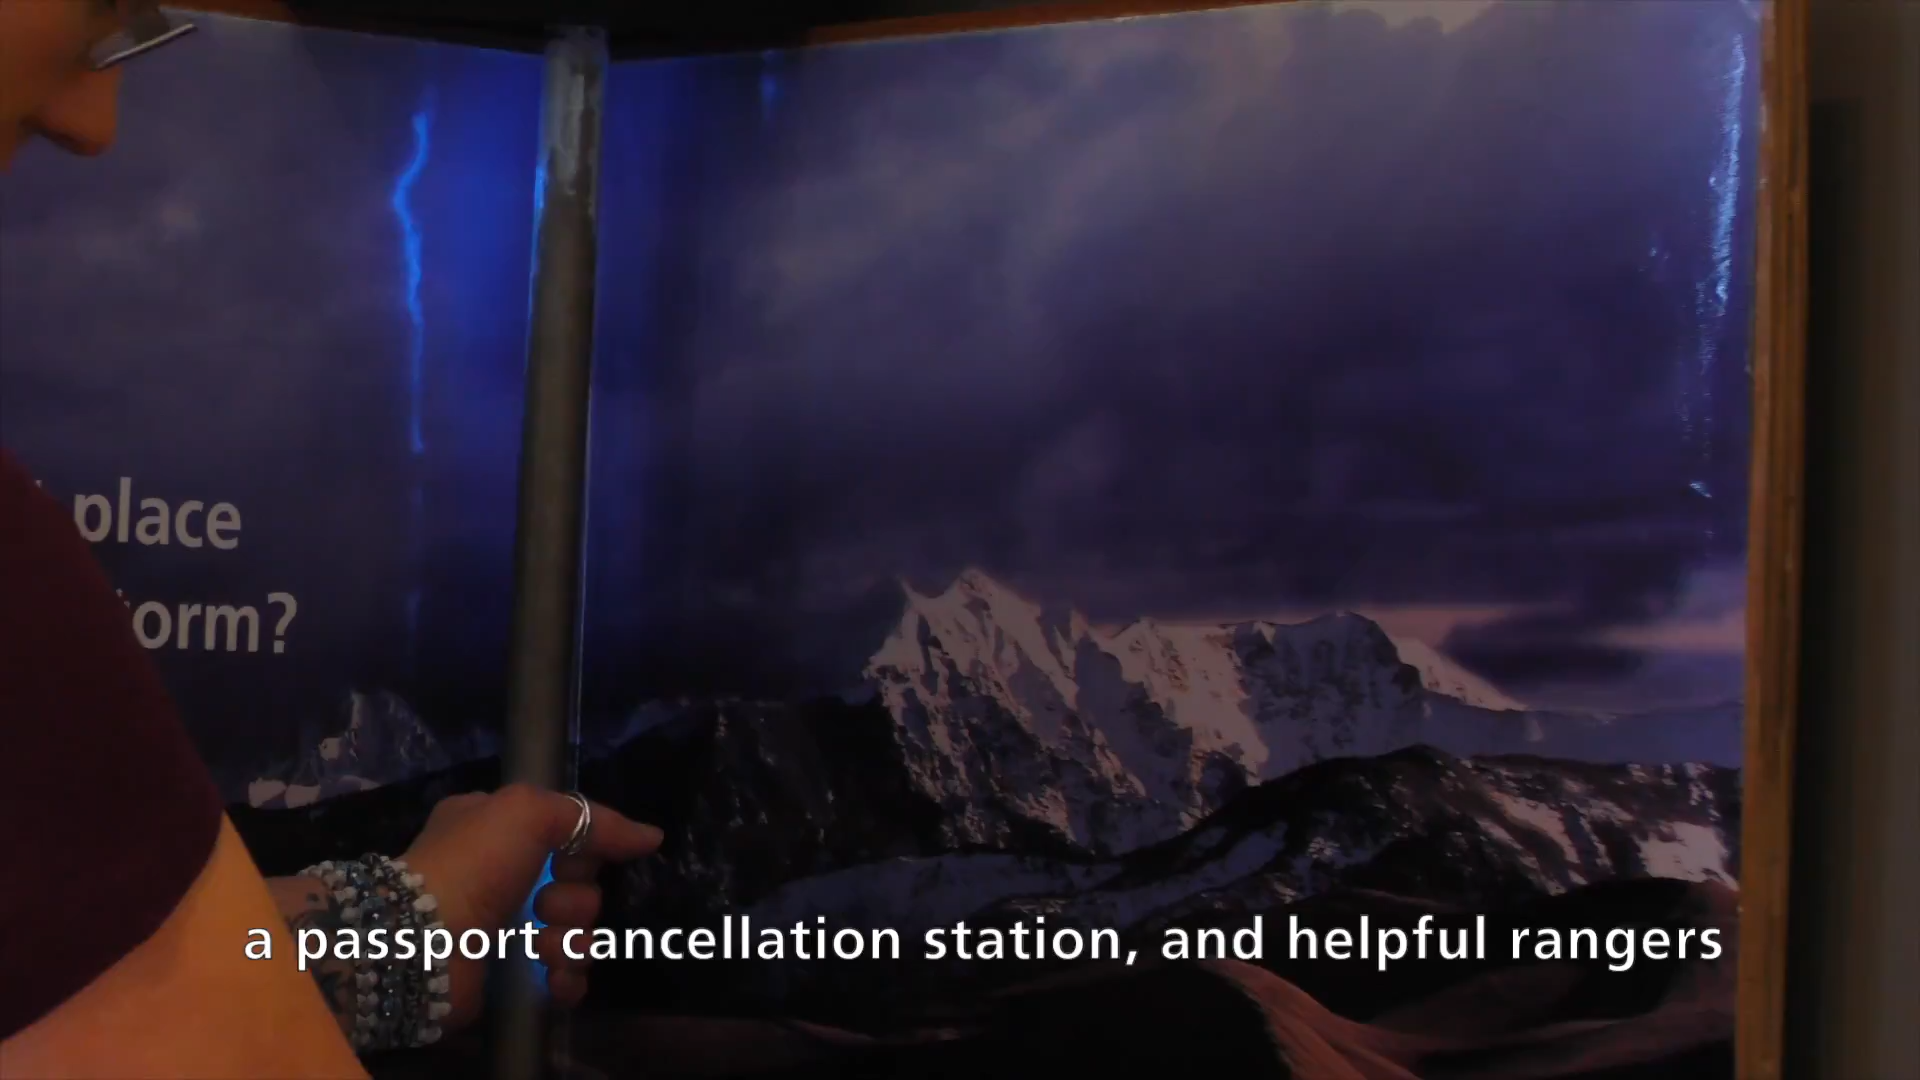 place
orm?
a passport cancellation station, and helpful rangers